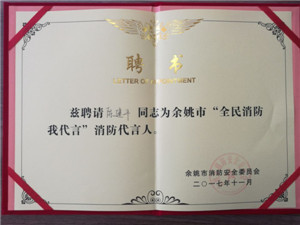 聘 书
LETTER OF APPOINTMENT
兹聘请 同志为余姚市“全民消防
我代言”消防代言人。
余姚市消防安全委员会
二〇一七年十一月